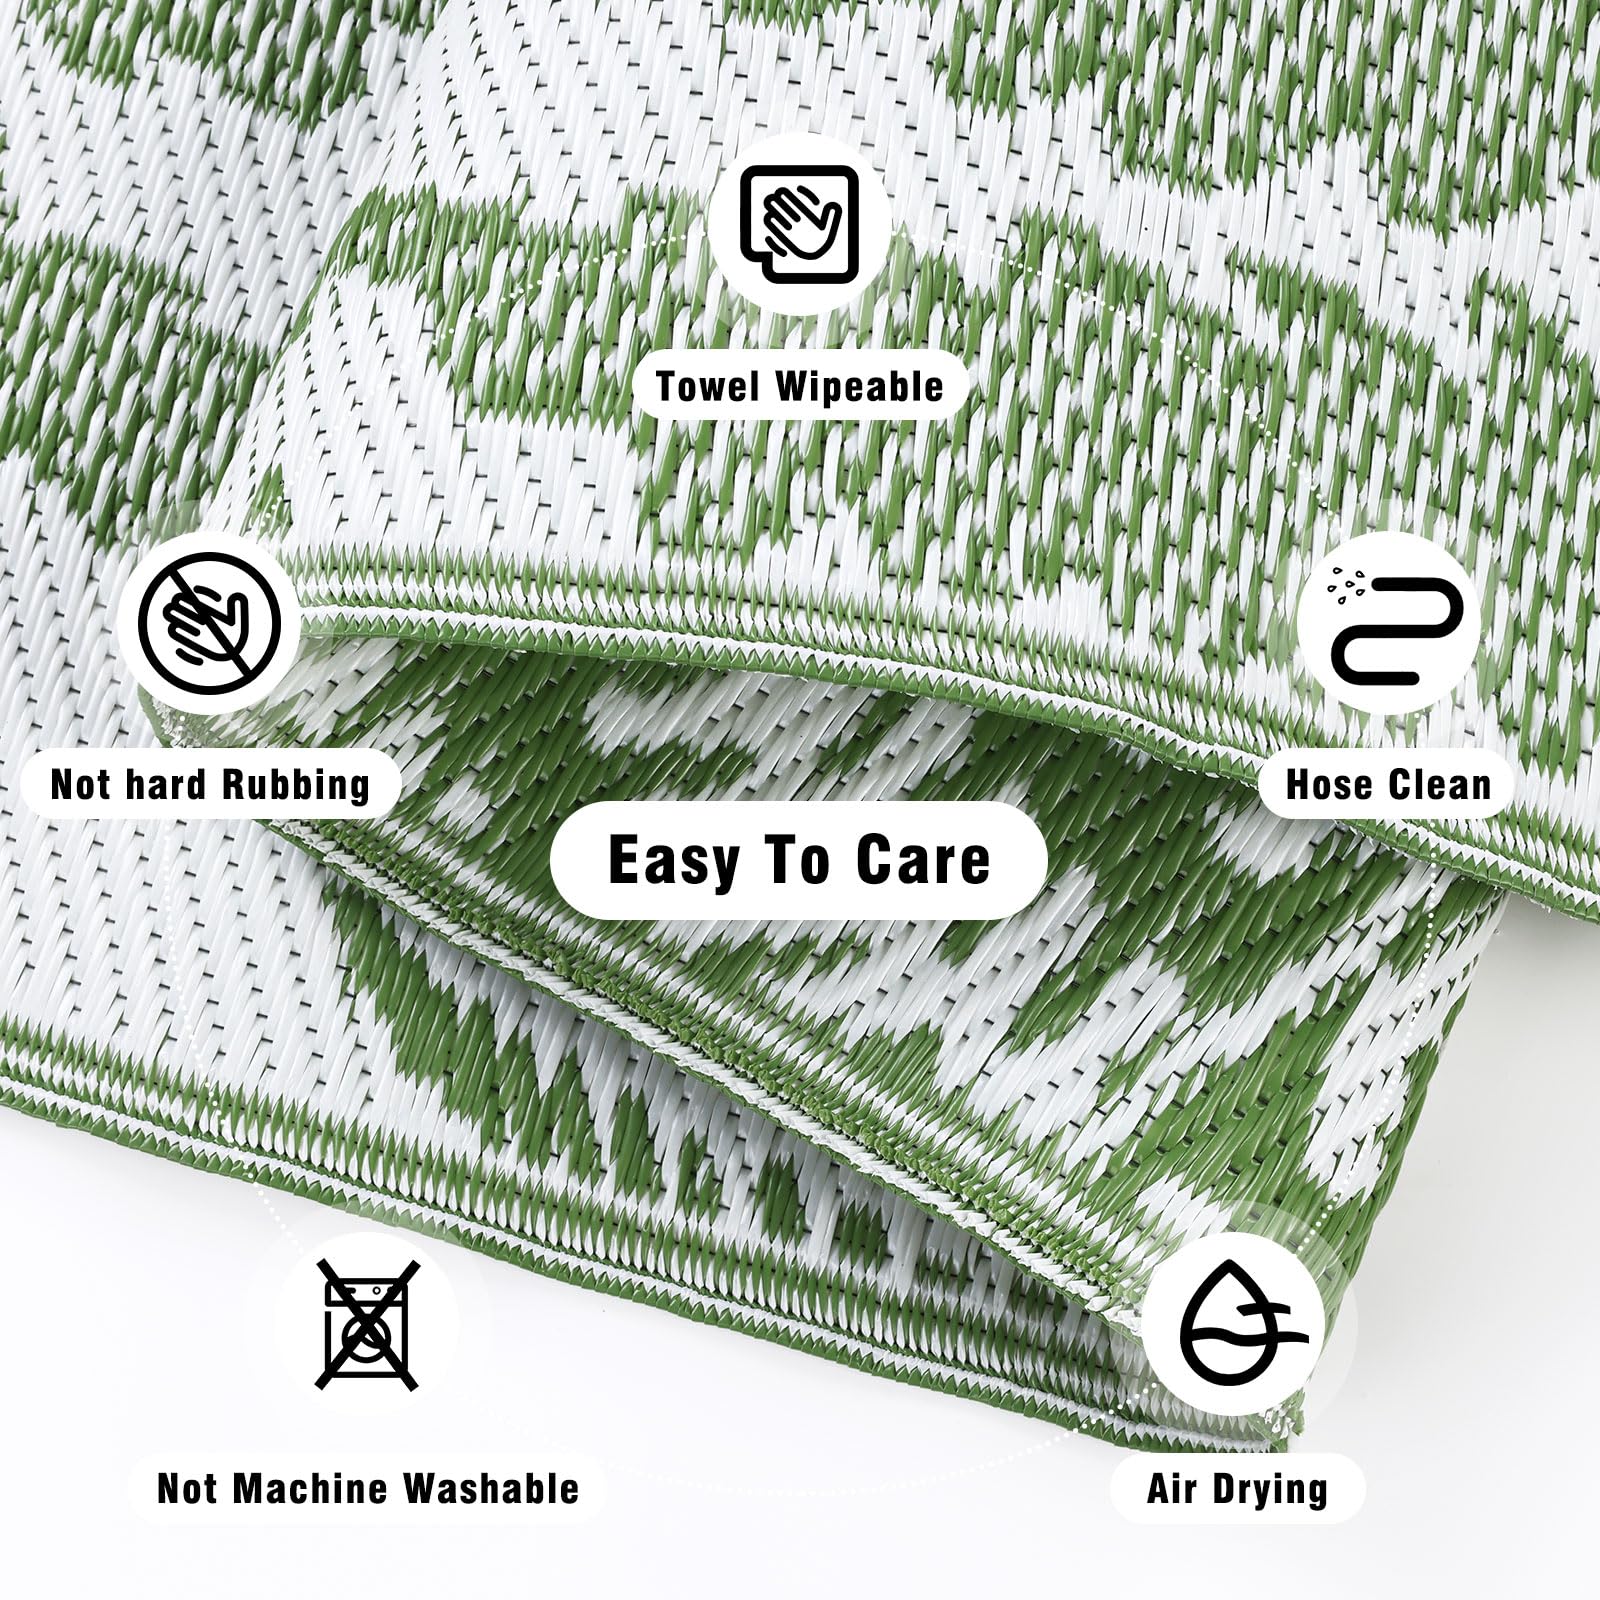 Towel Wipeable
Not hard Rubbing
Hose Clean
Easy To Care
Not Machine Washable
Air Drying